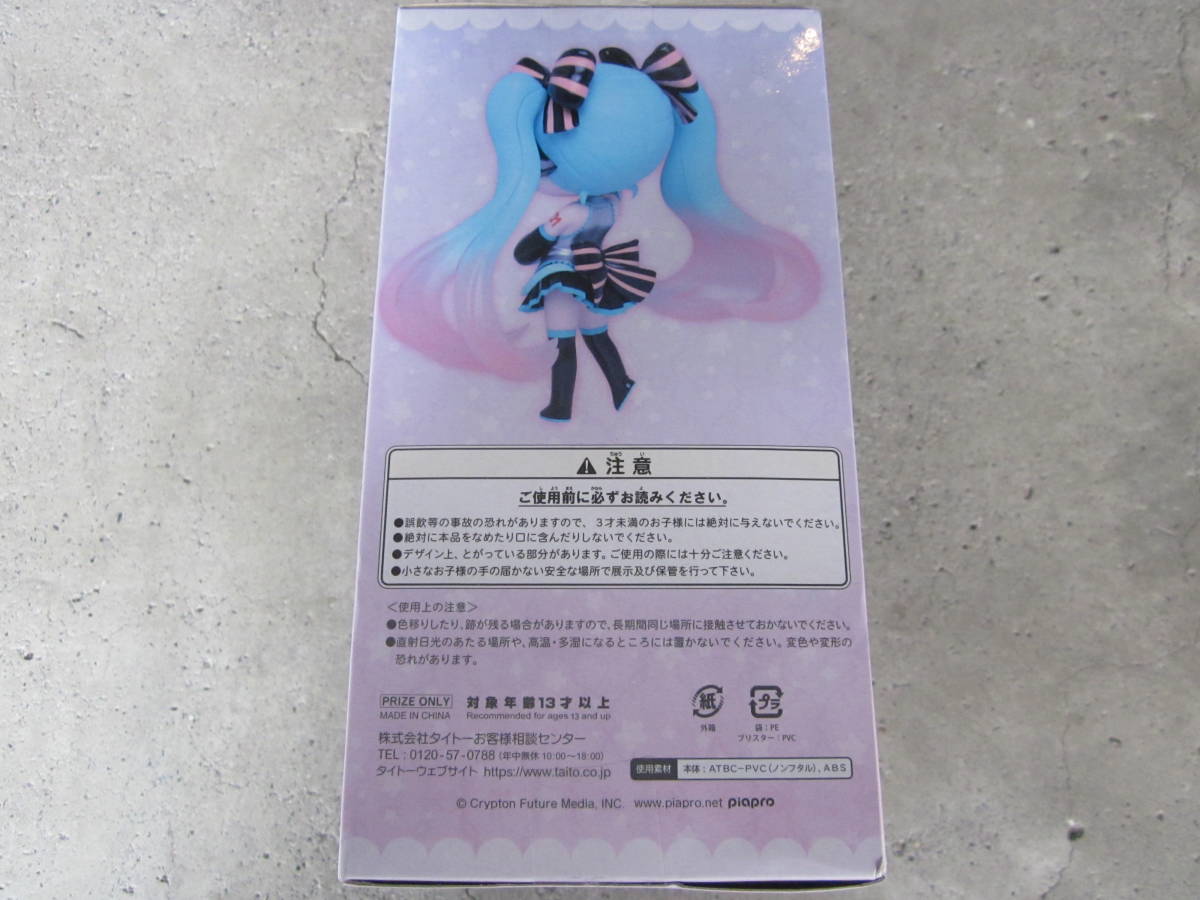 ⚠注意
ちゅう い
ご使用前に必ずお読みください。
し よう まえ かなら よ
●誤飲等の事故の恐れがありますので、3才未満のお子様には絶対に与えないでください。
●絶対に本品をなめたり口に含んだりしないでください。
●デザイン上、とがっている部分があります。ご使用の際には十分ご注意ください。
●小さなお子様の手の届かない安全な場所で展示及び保管を行って下さい。
<使用上の注意>
●色移りしたり、跡が残る場合がありますので、長期間同じ場所に接触させておかないでください。
●直射日光のあたる場所や、高温・多湿になるところには置かないでください。変色や変形の
恐れがあります。
PRIZE ONLY 対象年齢13才以上
MADE IN CHINA Recommended for ages 13 and up
紙 プラ
外箱 袋:PE
ブリスター:PVC
株式会社タイトーお客様相談センター
TEL:0120-57-0788(年中無休10:00〜18:00)
タイトーウェブサイト https://www.taito.co.jp
使用素材 本体:ATBC-PVC(ノンフタル)、ABS
© Crypton Future Media, INC. www.piapro.net piapro